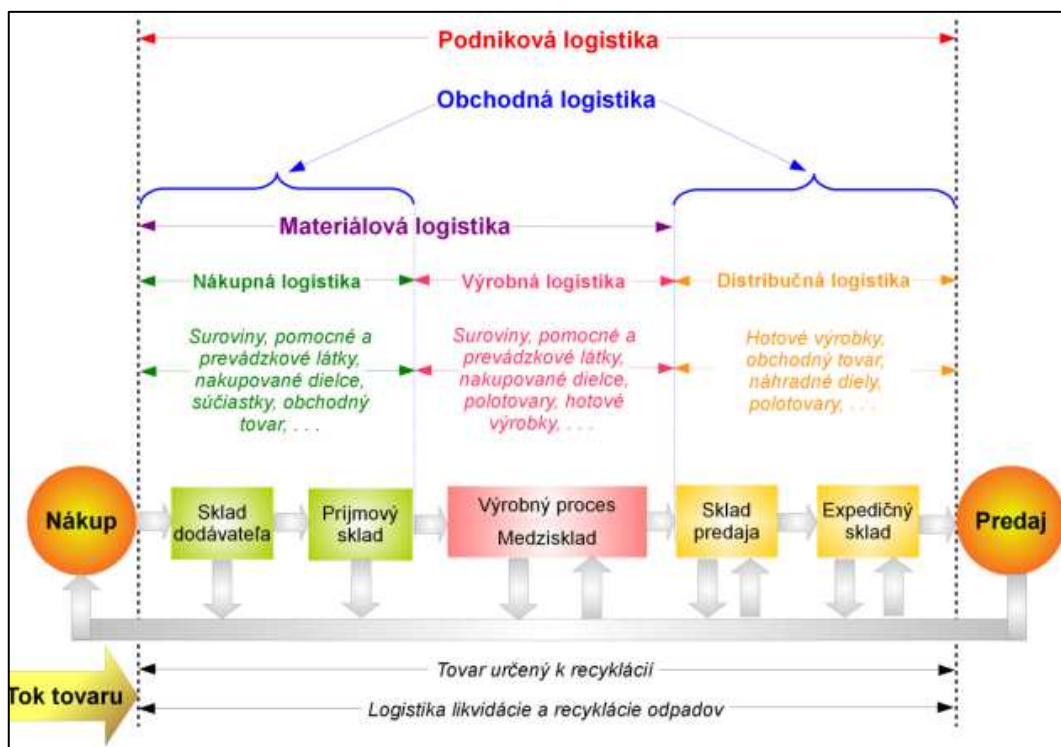 Podniková logistika
Obchodná logistika
Materiálová logistika
Nákupná logistika
Výrobná logistika
Distribučná logistika
Suroviny, pomocné a
prevádzkové látky,
nakupované dielce,
súčiastky, obchodný
tovar, . . .
Suroviny, pomocné a
prevádzkové látky,
nakupované dielce,
polotovary, hotové
výrobky, . . .
Hotové výrobky,
obchodný tovar,
náhradné diely,
polotovary, . . .
Nákup
Sklad
dodávateľa
Príjmový
sklad
Výrobný proces
Medzisklad
Sklad
predaja
Expedičný
sklad
Predaj
Tovar určený k recyklácií
Tok tovaru
Logistika likvidácie a recyklácie odpadov